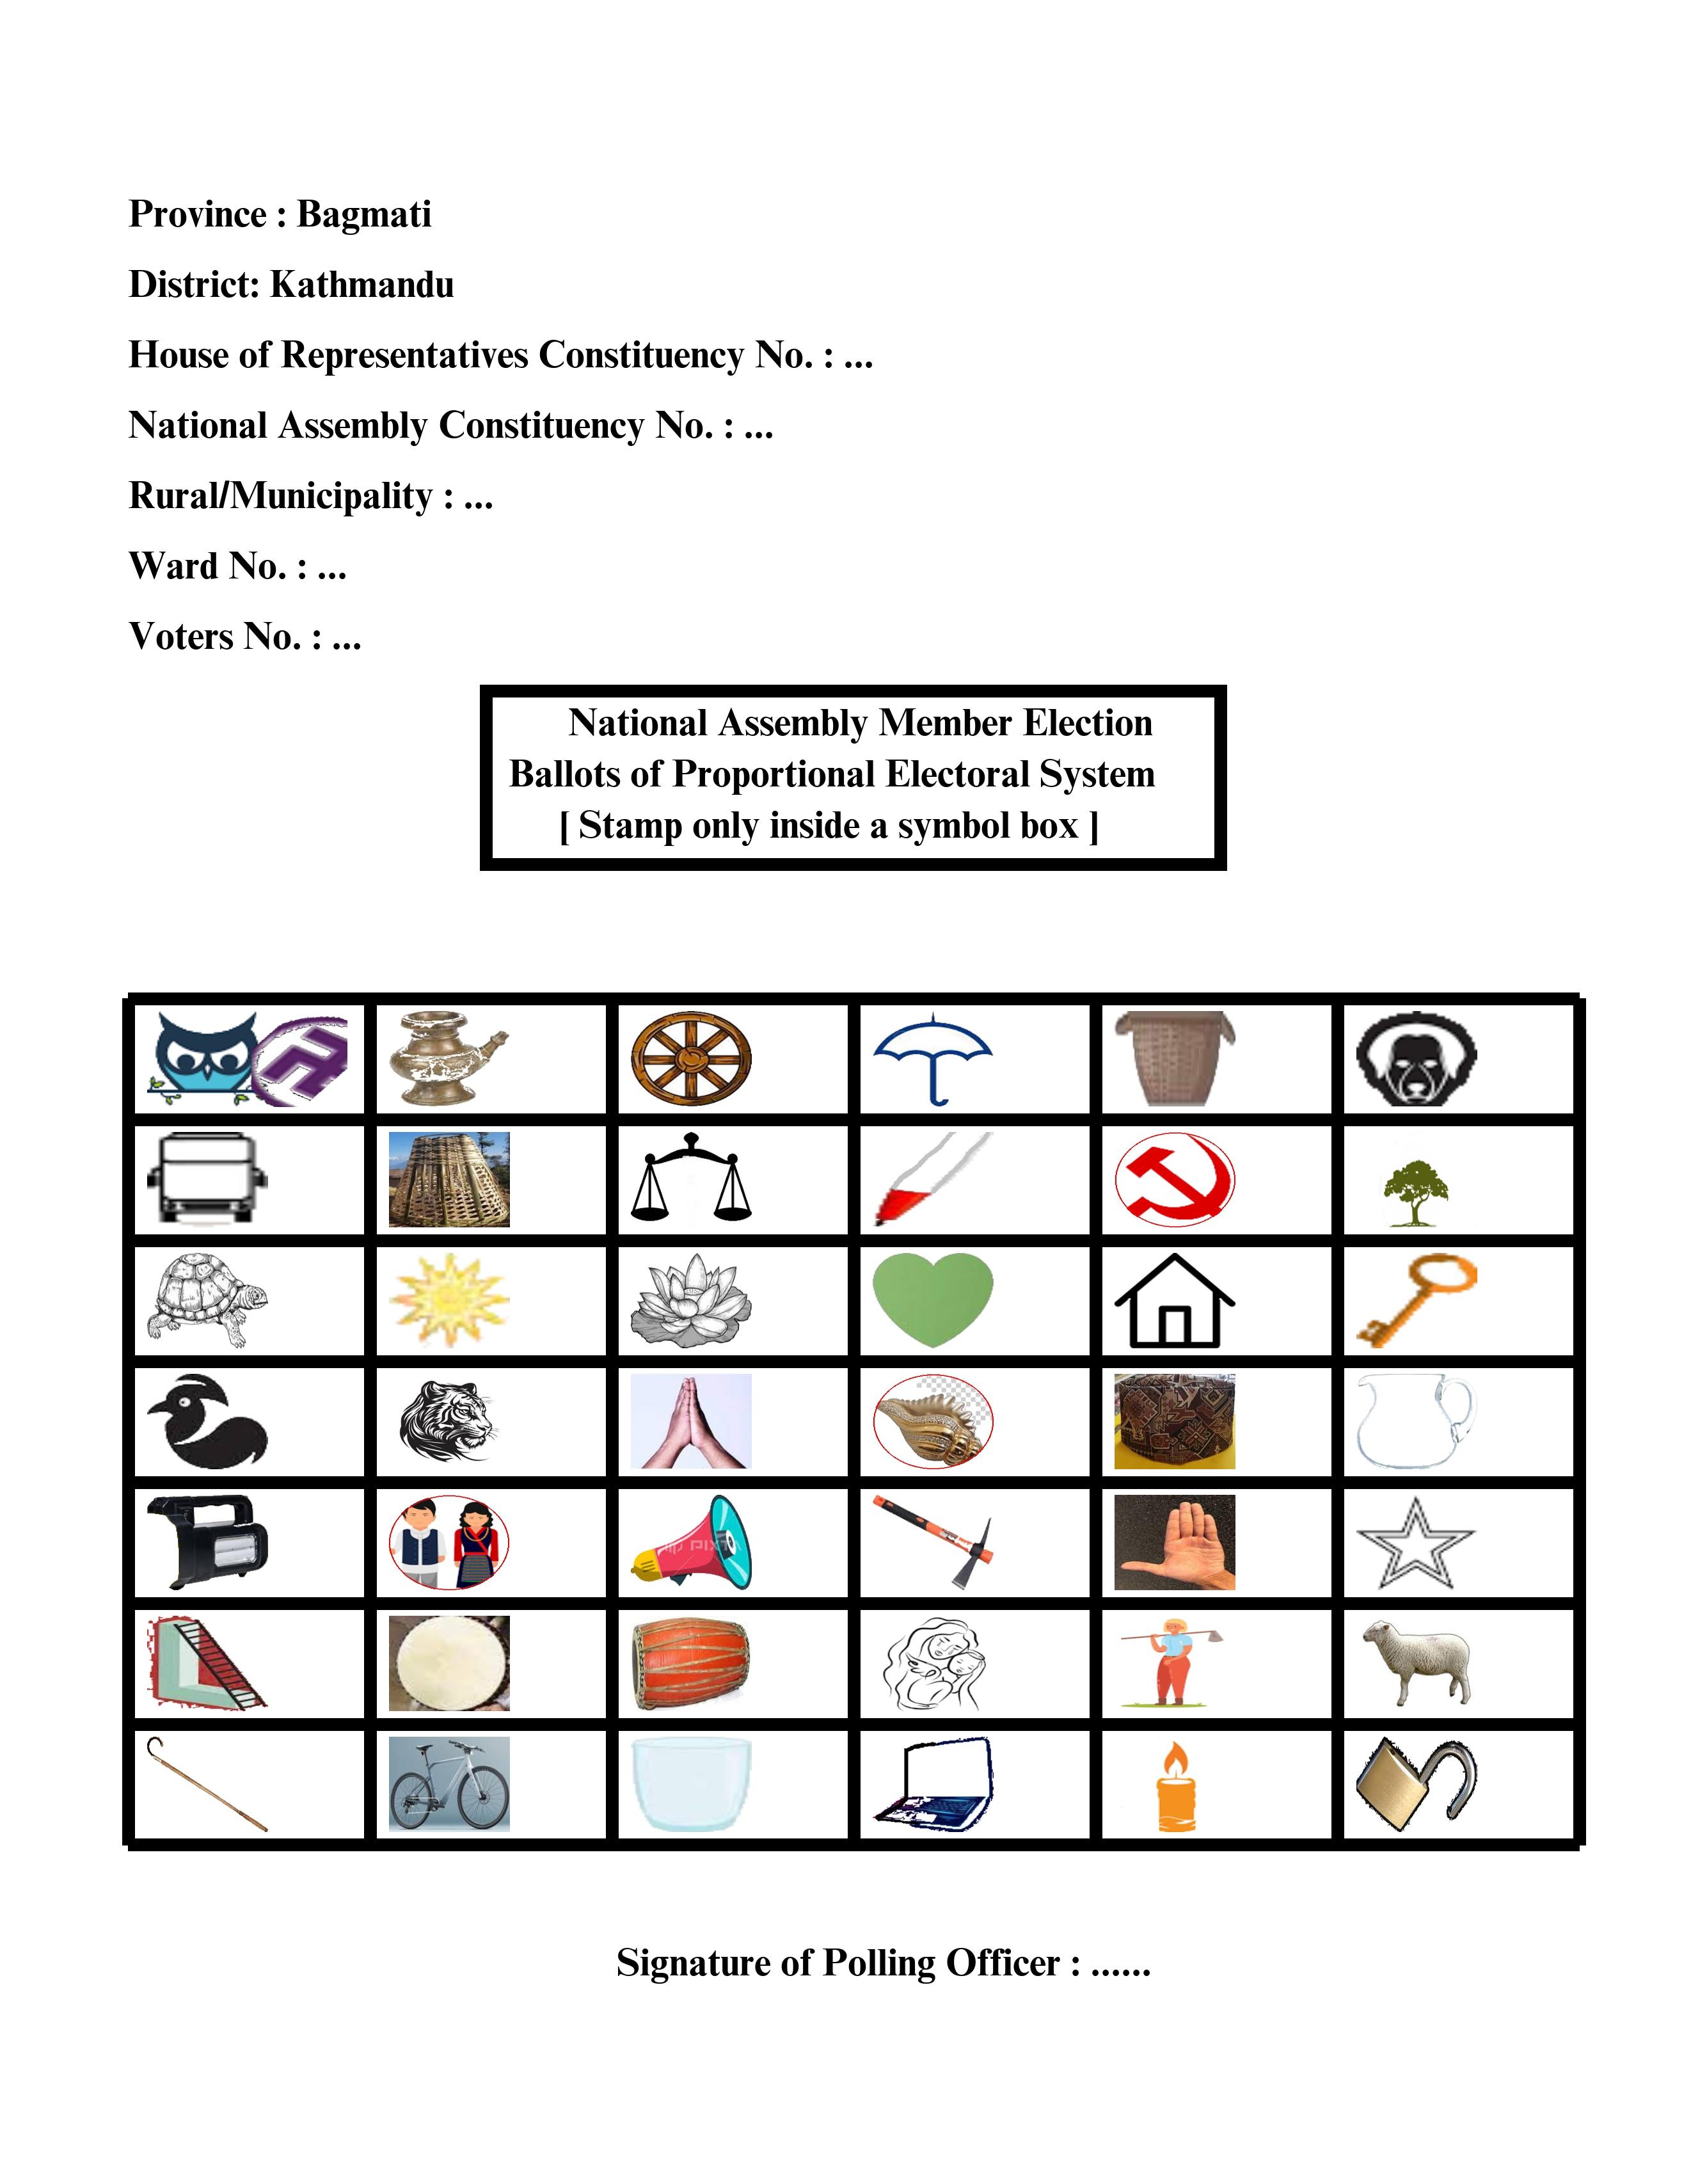 Province : Bagmati
District: Kathmandu
House of Representatives Constituency No. : ...
National Assembly Constituency No. : ...
Rural/Municipality : ...
Ward No. : ...
Voters No. : ...
National Assembly Member Election
Ballots of Proportional Electoral System
[ Stamp only inside a symbol box ]
Signature of Polling Officer : ......